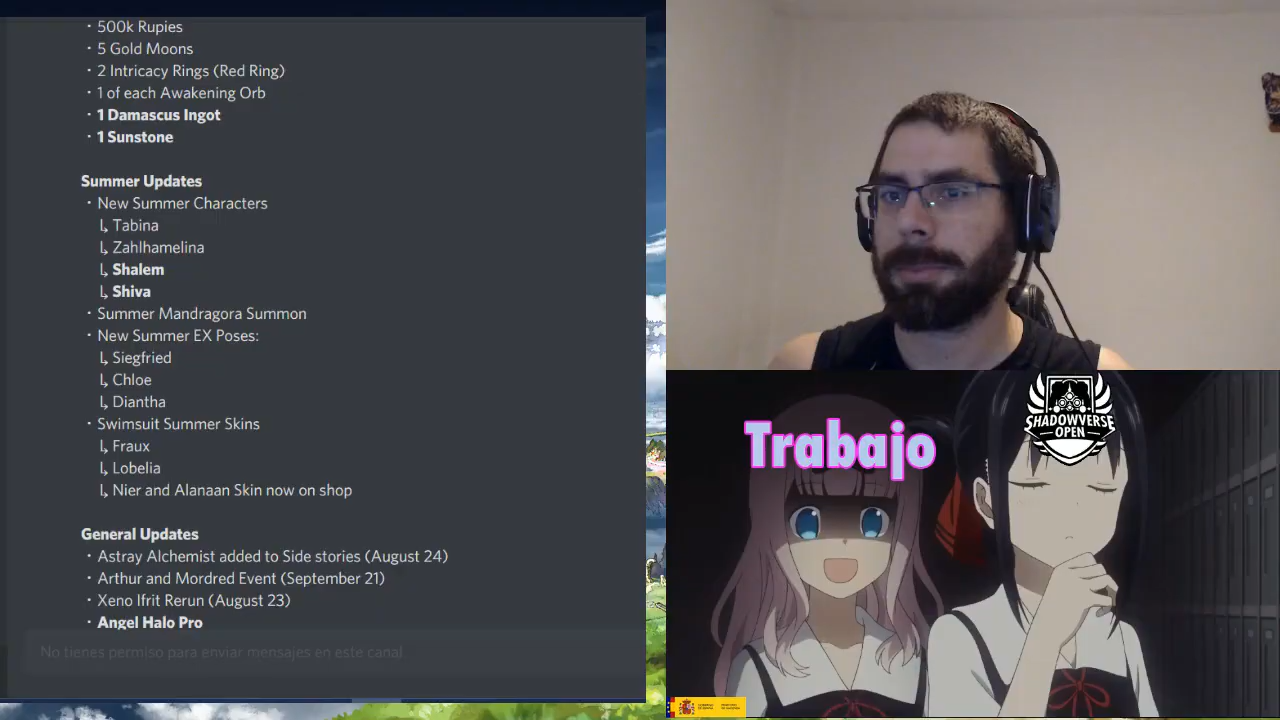 · 500k Rupies
· 5 Gold Moons
· 2 Intricacy Rings (Red Ring)
· 1 of each Awakening Orb
· 1 Damascus Ingot
· 1 Sunstone
Summer Updates
· New Summer Characters
↳ Tabina
↳ Zahlhamelina
↳ Shalem
↳ Shiva
· Summer Mandragora Summon
· New Summer EX Poses:
↳ Siegfried
↳ Chloe
↳ Diantha
· Swimsuit Summer Skins
↳ Fraux
↳ Lobelia
↳ Nier and Alanaan Skin now on shop
General Updates
· Astray Alchemist added to Side stories (August 24)
· Arthur and Mordred Event (September 21)
· Xeno Ifrit Rerun (August 23)
· Angel Halo Pro
No tienes permiso para enviar mensajes en este canal
Trabajo
SHADOWVERSE
OPEN